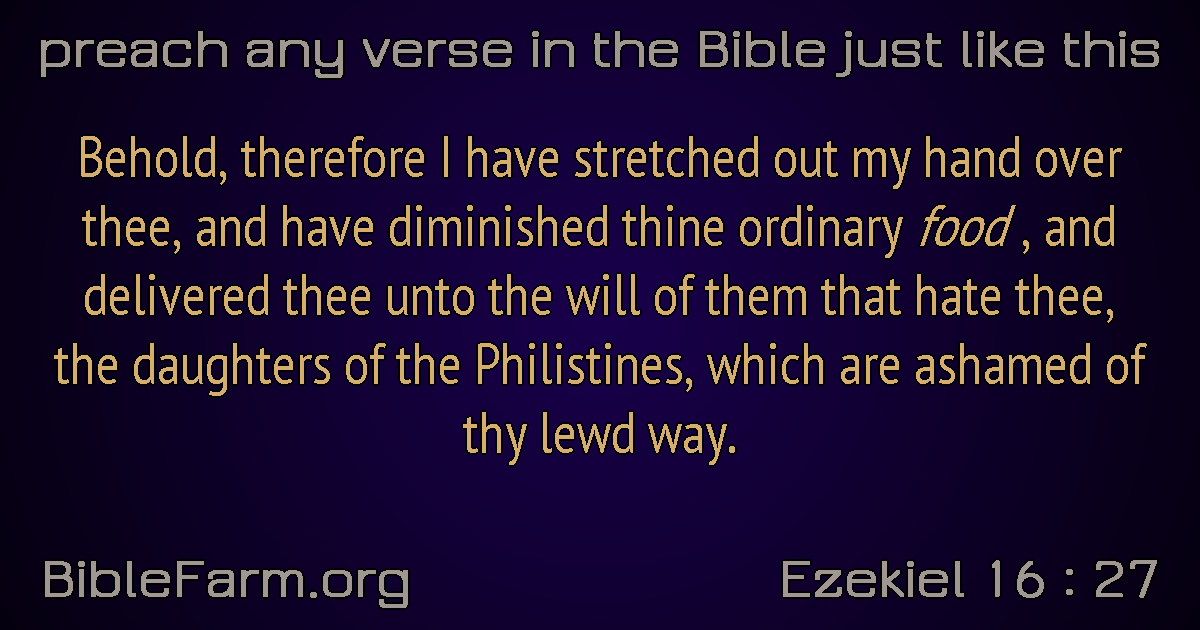 preach any verse in the Bible just like this
Behold, therefore I have stretched out my hand over
thee, and have diminished thine ordinary food , and
delivered thee unto the will of them that hate thee,
the daughters of the Philistines, which are ashamed of
thy lewd way.
BibleFarm.org
Ezekiel 16 : 27